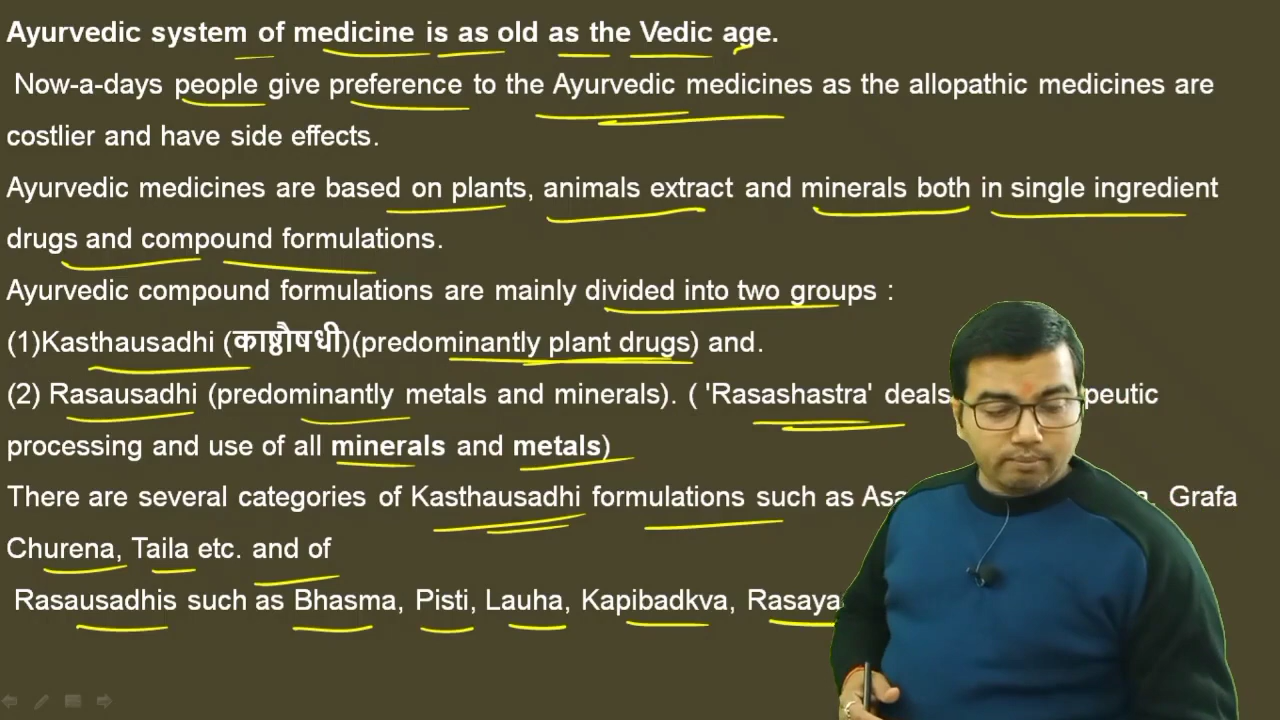 Ayurvedic system of medicine is as old as the Vedic age.
Now-a-days people give preference to the Ayurvedic medicines as the allopathic medicines are
costlier and have side effects.
Ayurvedic medicines are based on plants, animals extract and minerals both in single ingredient
drugs and compound formulations.
Ayurvedic compound formulations are mainly divided into two groups :
(1)Kasthausadhi (काष्ठौषधी)(predominantly plant drugs) and.
(2) Rasausadhi (predominantly metals and minerals). ( 'Rasashastra' deals
processing and use of all minerals and metals)
There are several categories of Kasthausadhi formulations such as Grafa
Churena, Taila etc. and of
Rasausadhis such as Bhasma, Pisti, Lauha, Kapibadkva,